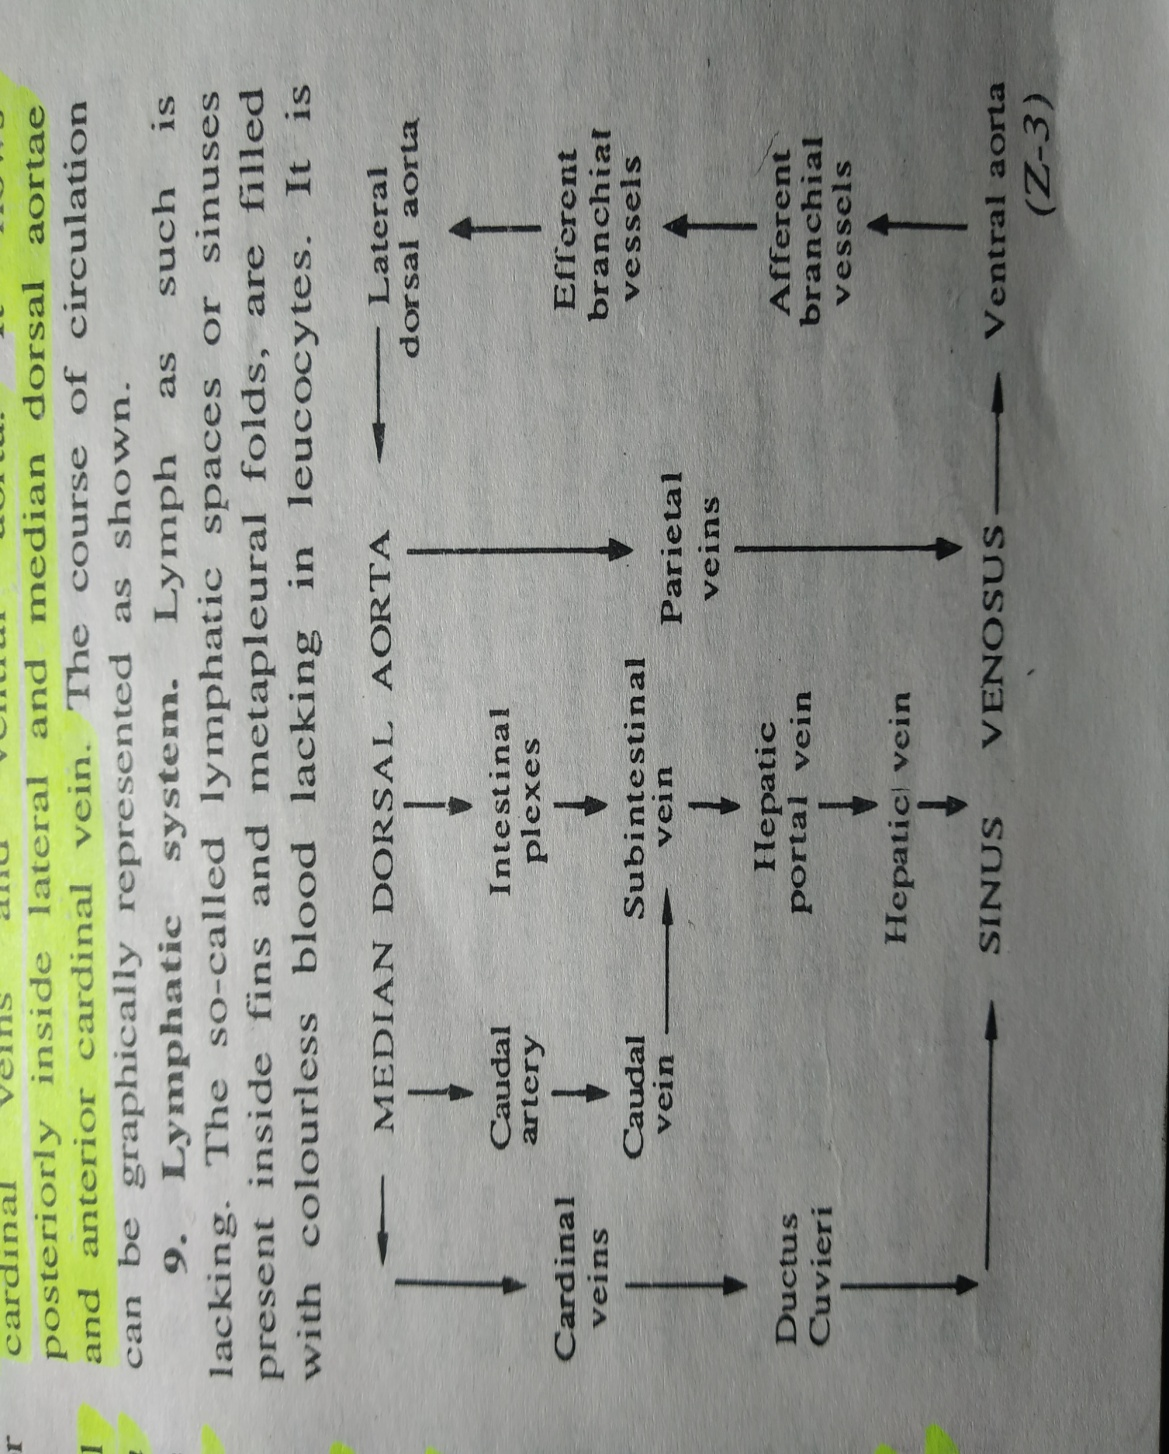 cardinal veins and
posteriorly inside lateral and median dorsal aortae
and anterior cardinal vein. The course of circulation
can be graphically represented as shown.
9. Lymphatic system. Lymph as such is
lacking. The so-called lymphatic spaces or sinuses
present inside fins and metapleural folds, are filled
with colourless blood lacking in leucocytes. It is
MEDIAN DORSAL AORTA
Lateral
dorsal aorta
Cardinal
veins
Caudal
artery
Intestinal
plexes
Efferent
branchial
vessels
Caudal
vein
Subintestinal
vein
Parietal
veins
Ductus
Cuvieri
Hepatic
portal vein
Afferent
branchial
vessels
Hepatic vein
SINUS VENOSUS
Ventral aorta
(Z-3)